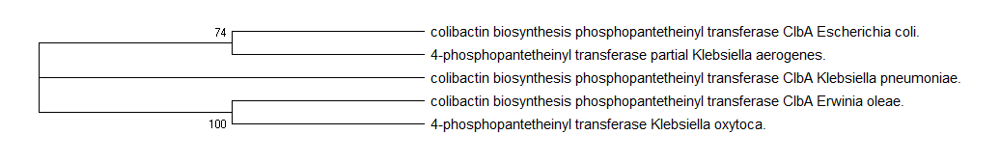 74
colibactin biosynthesis phosphopantetheinyl transferase ClbA Escherichia coli.
4-phosphopantetheinyl transferase partial Klebsiella aerogenes.
colibactin biosynthesis phosphopantetheinyl transferase ClbA Klebsiella pneumoniae.
colibactin biosynthesis phosphopantetheinyl transferase ClbA Erwinia oleae.
100
4-phosphopantetheinyl transferase Klebsiella oxytoca.